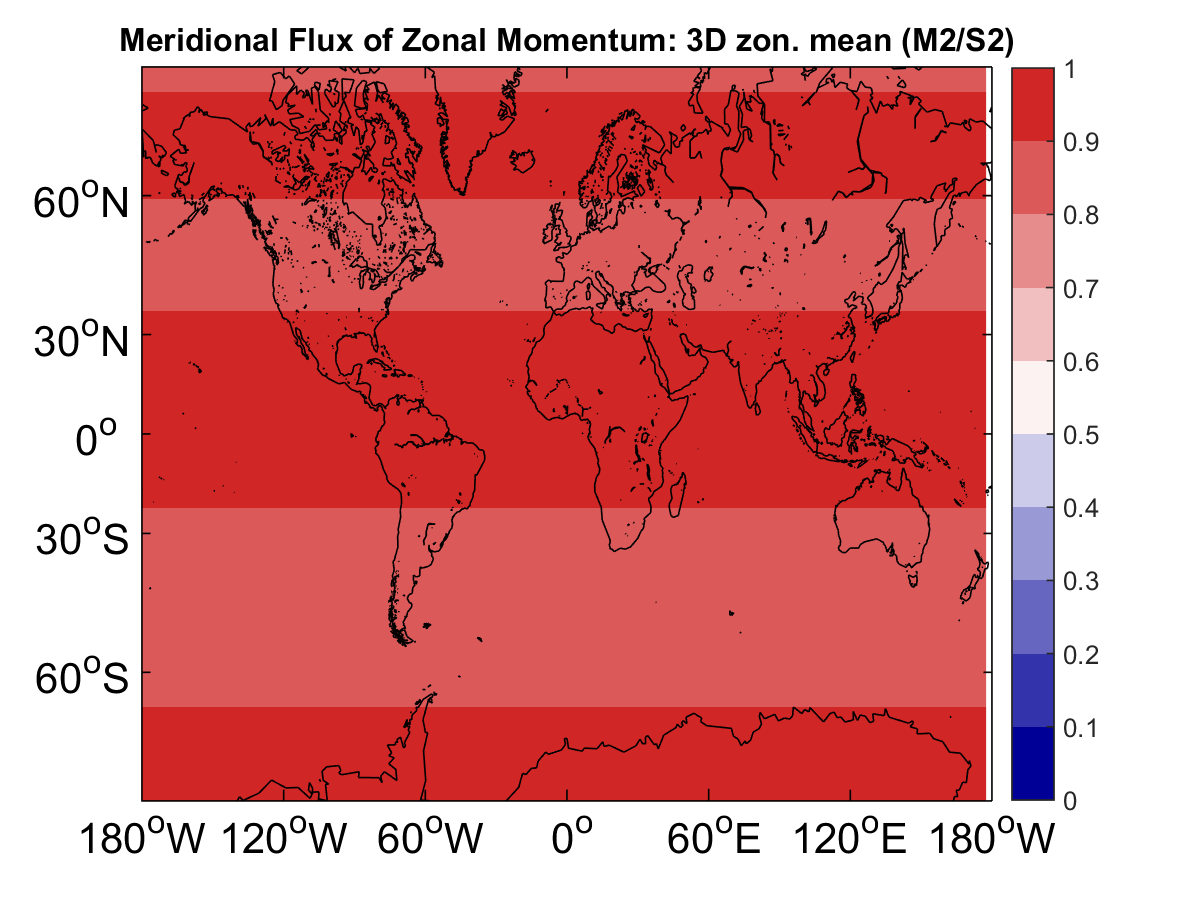 Meridional Flux of Zonal Momentum: 3D zon. mean (M2/S2)
60oN
30oN
0o
30oS
60oS
180oW 120oW 60oW 0o 60oE 120oE 180oW
1
0.9
0.8
0.7
0.6
0.5
0.4
0.3
0.2
0.1
0